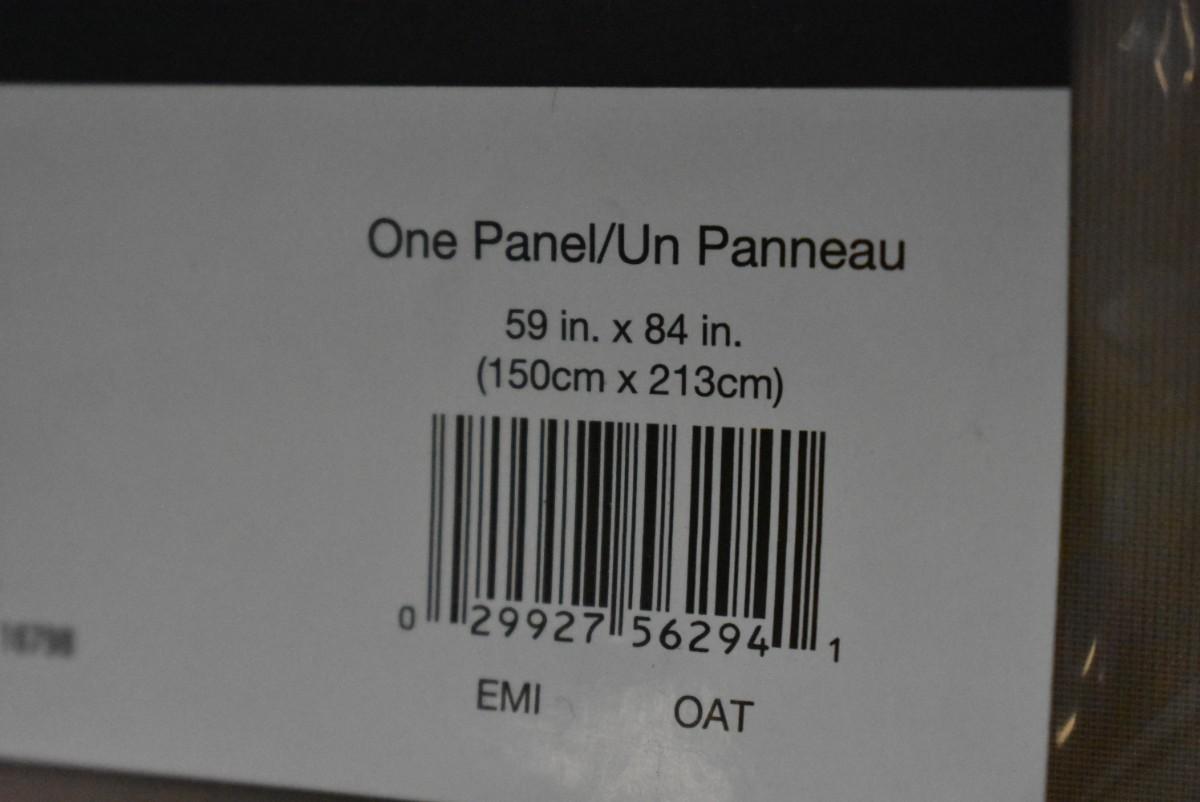 One Panel/Un Panneau
59 in. x 84 in.
(150cm x 213cm)
0 29927 56294 1
EMI OAT